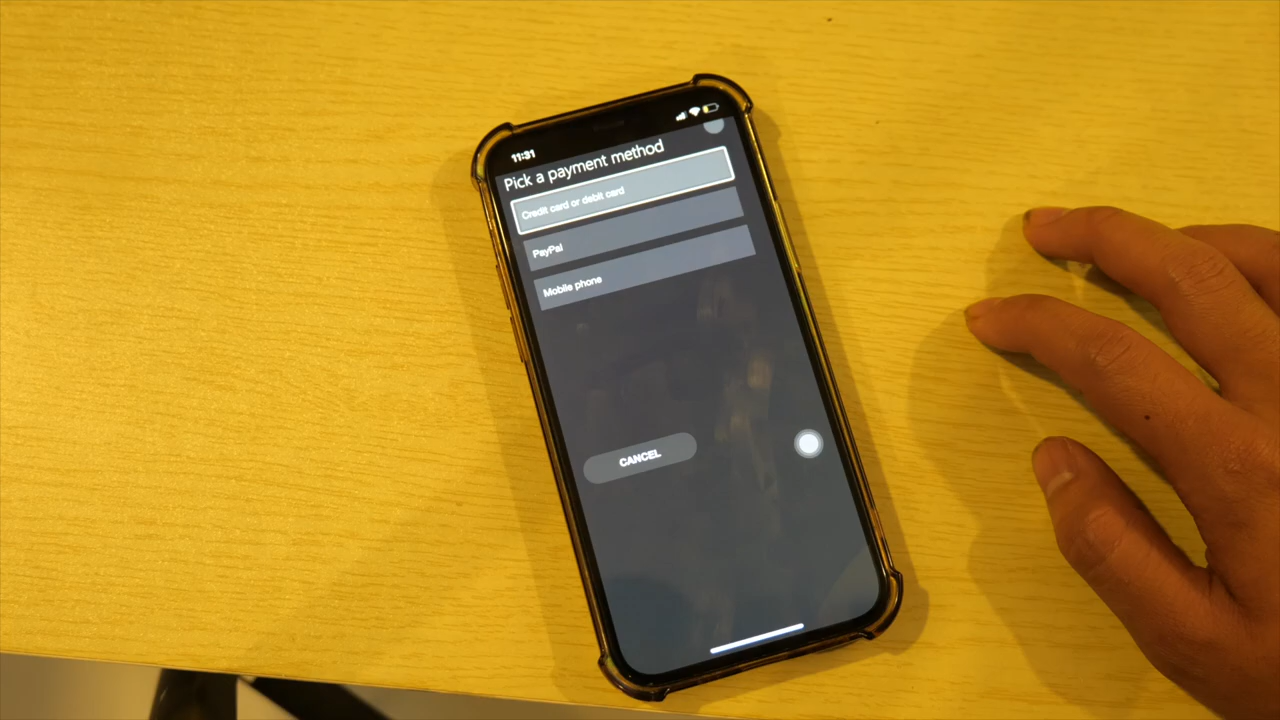 11:31
Pick a payment method
Credit card or debit card
PayPal
Mobile phone
CANCEL